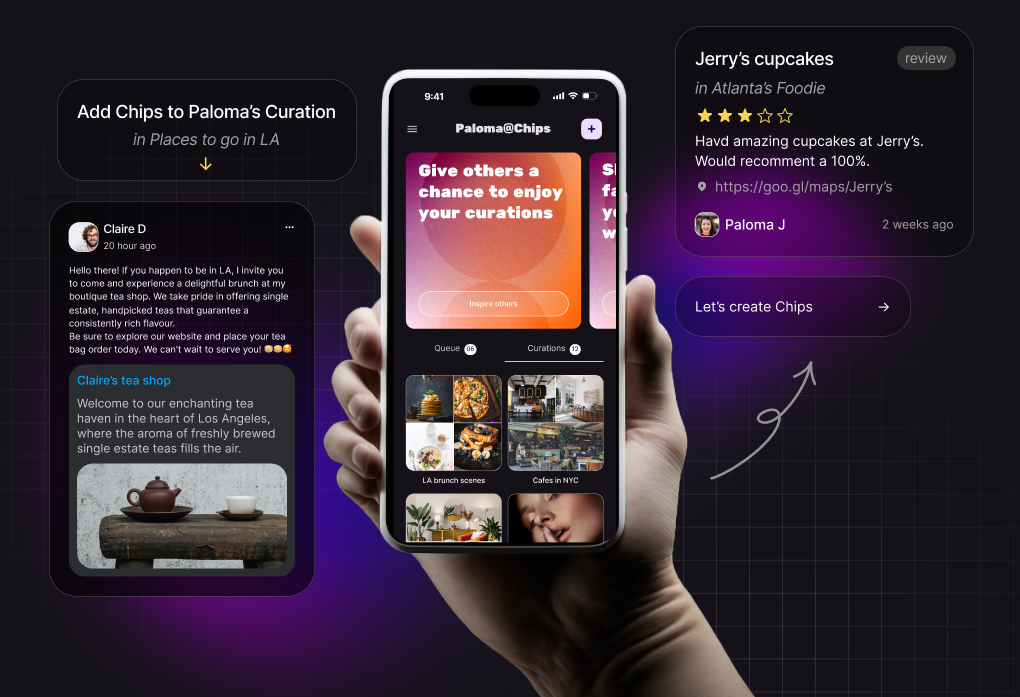 Add Chips to Paloma's Curation
in Places to go in LA
Claire D
20 hour ago
Hello there! If you happen to be in LA, I invite you
to come and experience a delightful brunch at my
boutique tea shop. We take pride in offering single
estate, handpicked teas that guarantee a
consistently rich flavour.
Be sure to explore our website and place your tea
bag order today. We can't wait to serve you!
Claire's tea shop
Welcome to our enchanting tea
haven in the heart of Los Angeles,
where the aroma of freshly brewed
single estate teas fills the air.
9:41
Paloma@Chips
Give others a
chance to enjoy
your curations
Inspire others
Queue 06
Curations 12
LA brunch scenes
Cafes in NYC
Jerry's cupcakes
review
in Atlanta's Foodie
Havd amazing cupcakes at Jerry's.
Would recomment a 100%.
https://goo.gl/maps/Jerry's
Paloma J
2 weeks ago
Let's create Chips